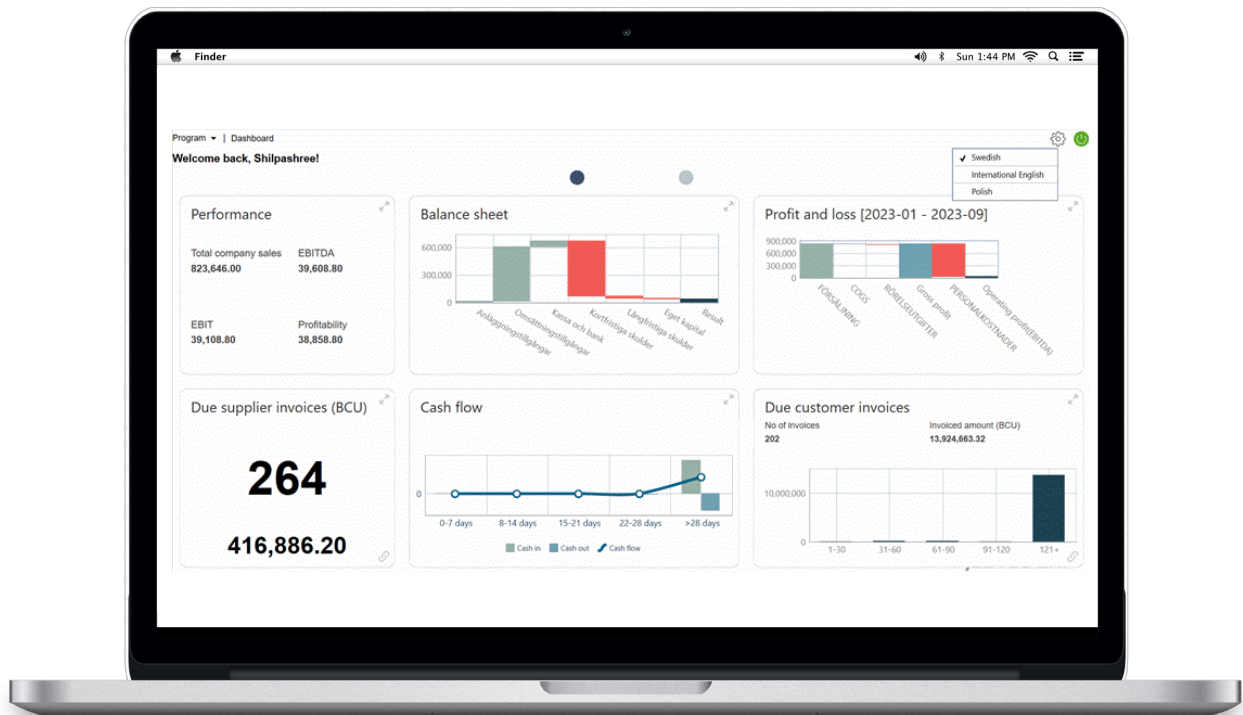 Finder
Sun 1:44 PM
Program | Dashboard
Welcome back, Shilpashree!
Swedish
International English
Polish
Performance
Total company sales EBITDA
823,646.00 39,608.80
EBIT Profitability
39,108.80 38,858.80
Balance sheet
600,000
300,000
0
Anläggningstillgångar
Omsättningstillgångar
Kassa och bank
Kortfristiga skulder
Långfristiga skulder
Eget kapital
Result
Profit and loss [2023-01 - 2023-09]
900,000
600,000
300,000
0
FÖRSÄLJNING
COGS
RÖRELSEUTGIFTER
Gross profit
PERSONALKOSTNADER
Operating profit(EBITDA)
Due supplier invoices (BCU)
264
416,886.20
Cash flow
0
0-7 days 8-14 days 15-21 days 22-28 days >28 days
Cash in Cash out Cash flow
Due customer invoices
No of invoices Invoiced amount (BCU)
202 13,924,663.32
10,000,000
0
1-30 31-60 61-90 91-120 121+